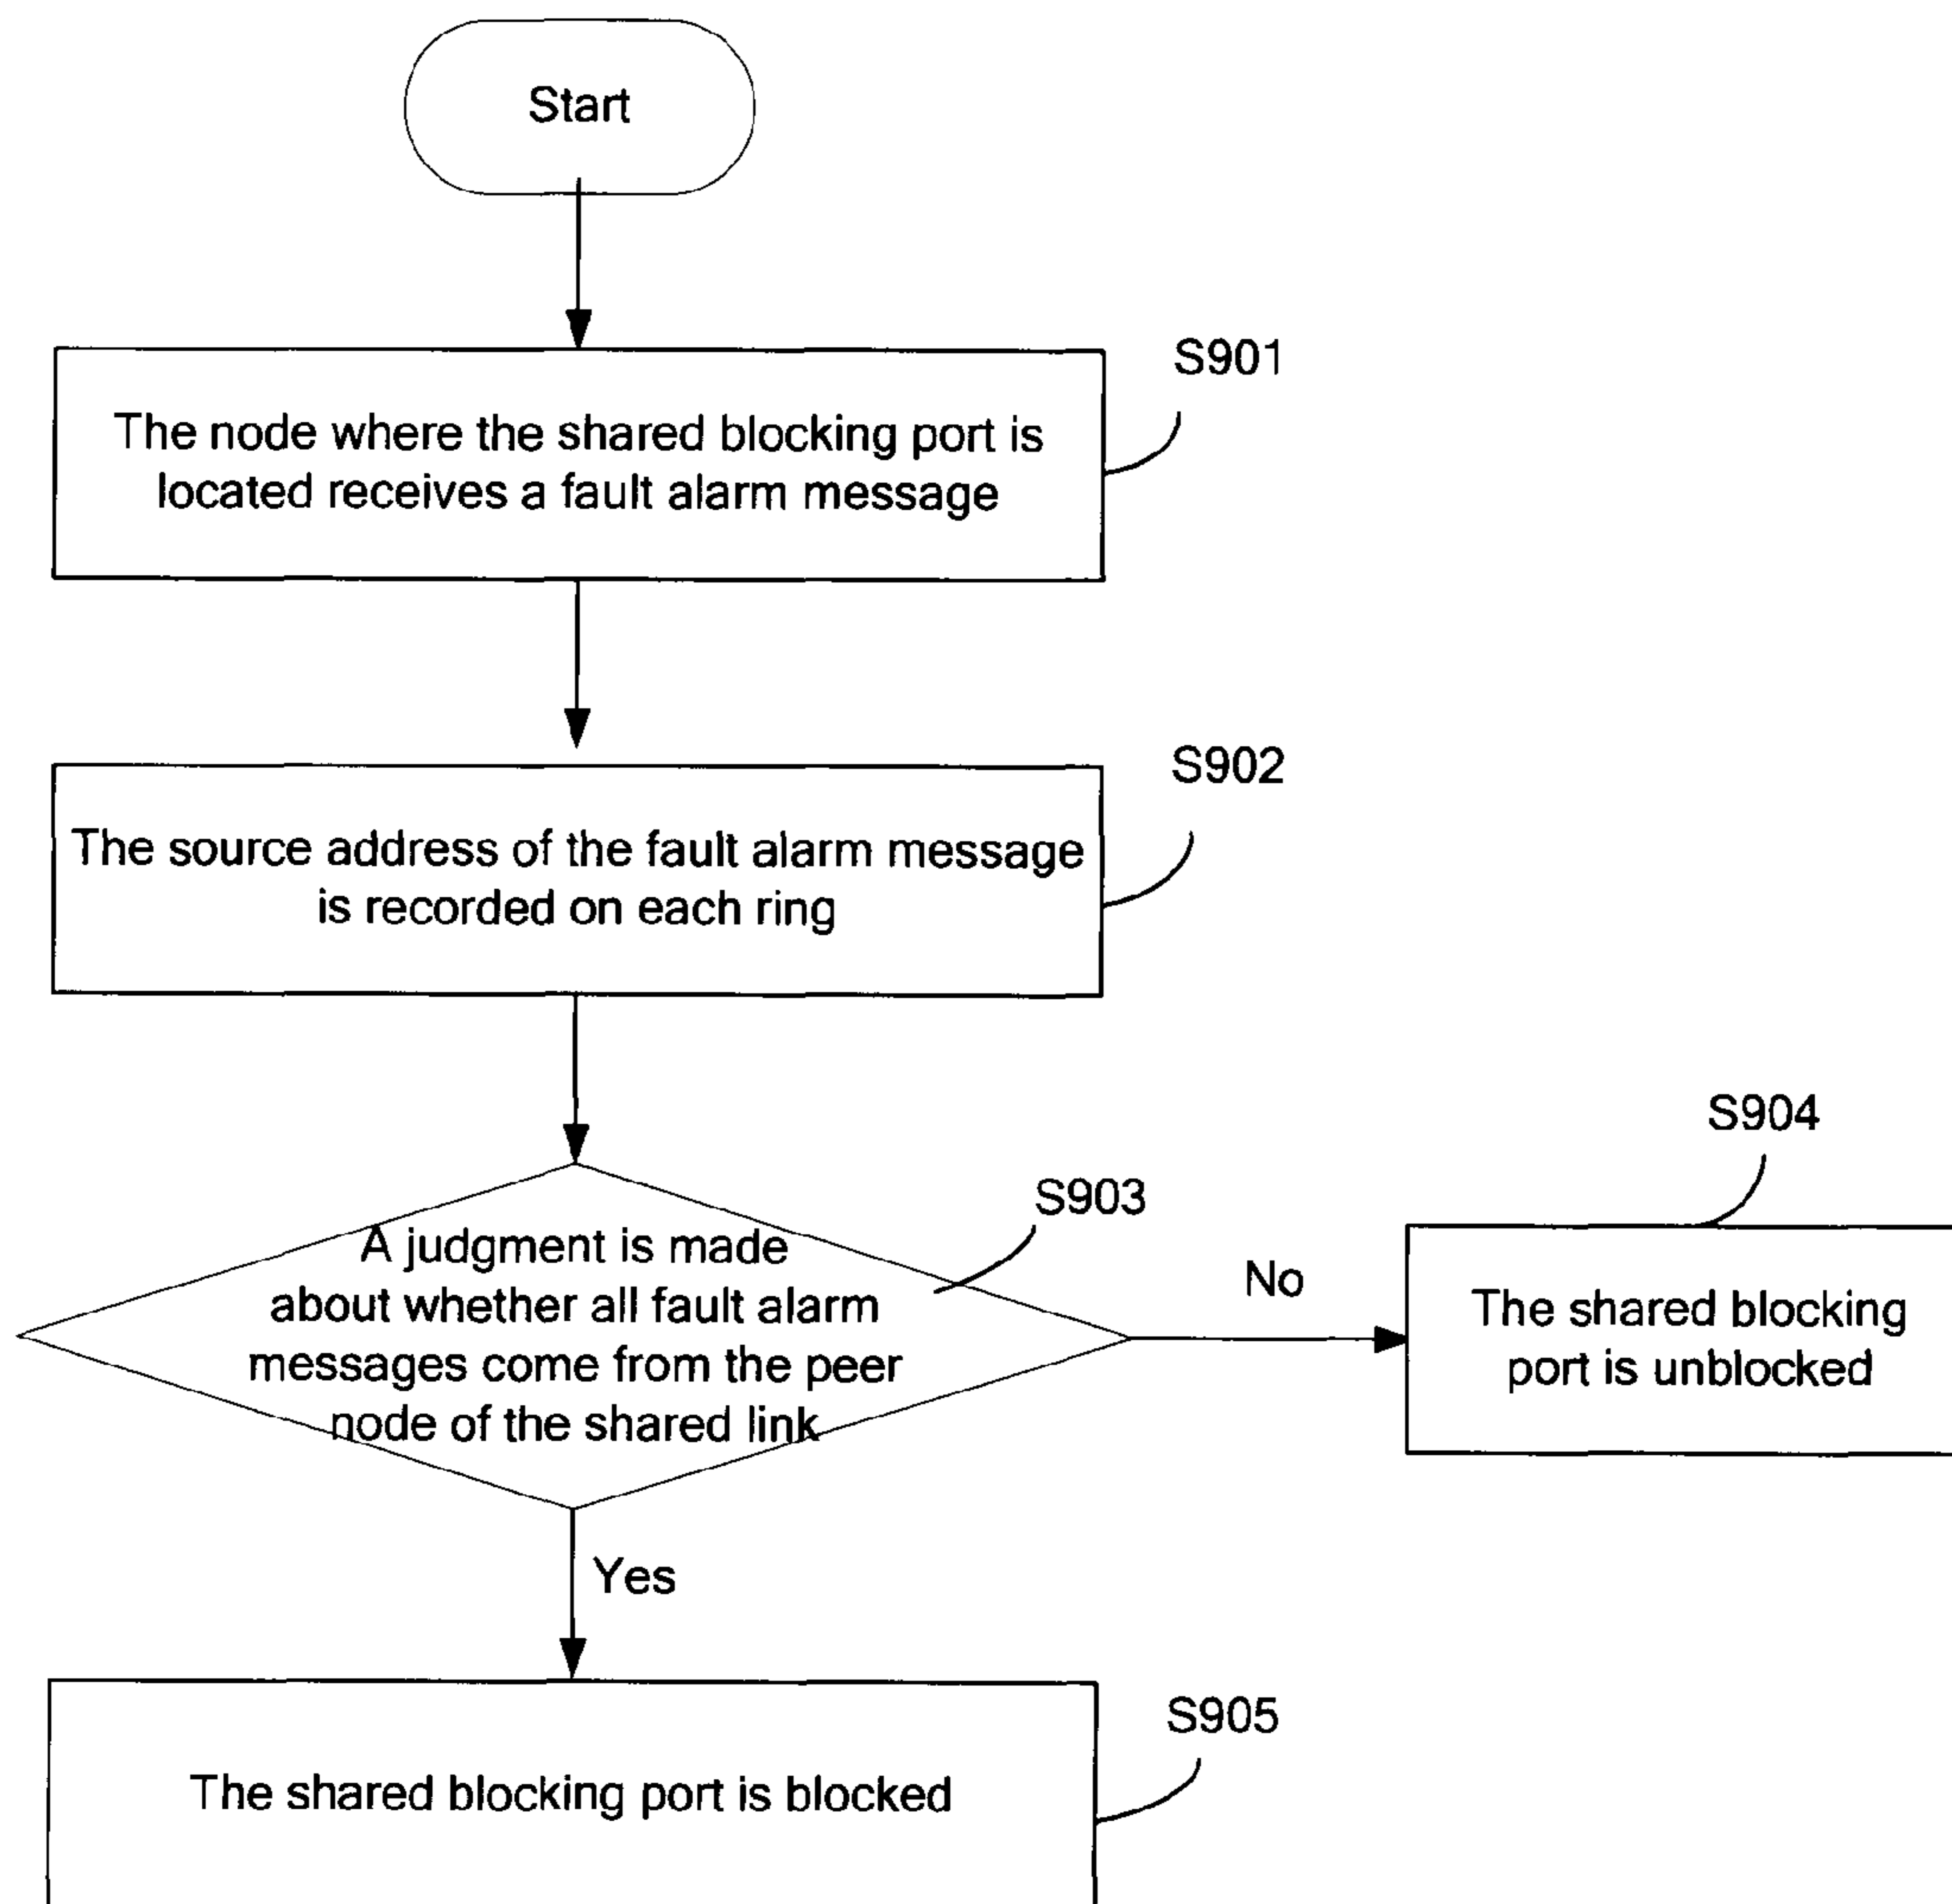 Start
S901
The node where the shared blocking port is
located receives a fault alarm message
S902
The source address of the fault alarm message
is recorded on each ring
S903
A judgment is made
about whether all fault alarm
messages come from the peer
node of the shared link
No
S904
The shared blocking
port is unblocked
Yes
S905
The shared blocking port is blocked